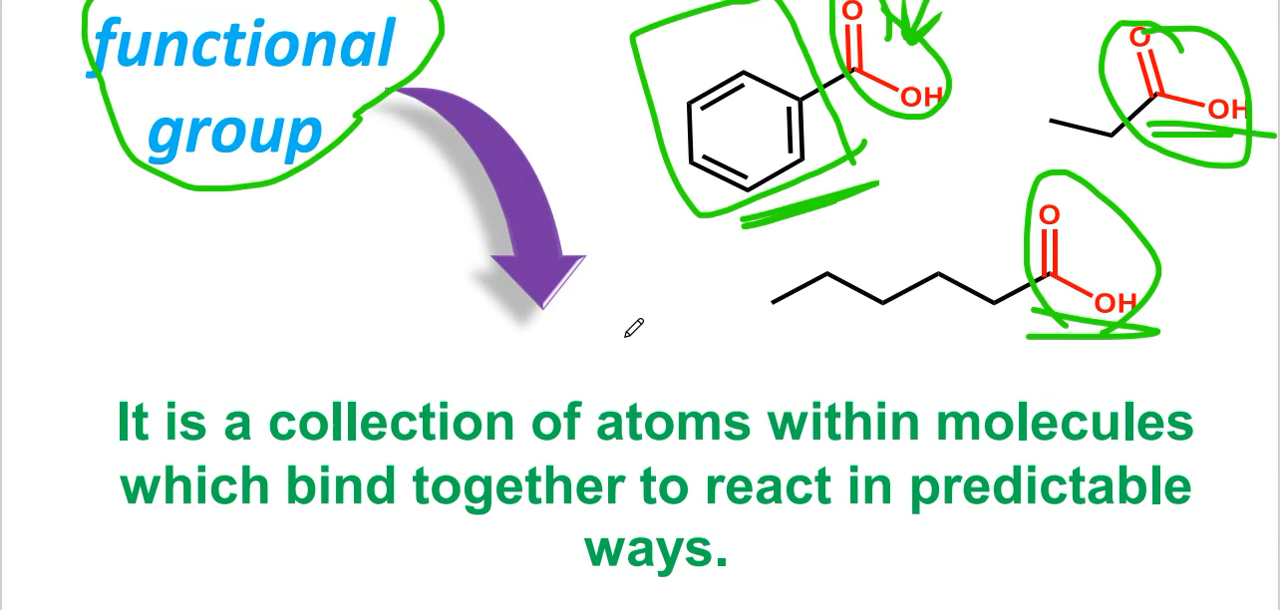 functional
group
O
OH
O
OH
O
OH
It is a collection of atoms within molecules
which bind together to react in predictable
ways.